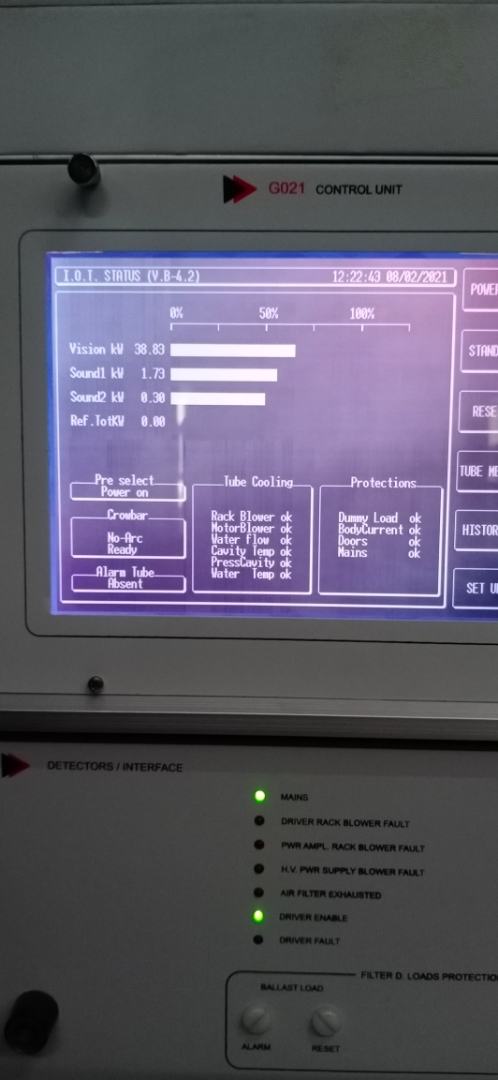 G021 CONTROL UNIT
I.O.T. STATUS (V.B-4.2) 12:22:43 08/02/2021
0% 50% 100%
Vision kW 38.83
Sound1 kW 1.73
Sound2 kW 0.30
Ref.TotKW 0.00
Pre select
Power on
Crowbar
No-Arc
Ready
Alarm Tube
Absent
Tube Cooling
Rack Blower ok
MotorBlower ok
Water flow ok
Cavity Temp ok
PressCavity ok
Water Temp ok
Protections
Dummy Load ok
BodyCurrent ok
Doors ok
Mains ok
POWE
STAND
RESE
TUBE ME
HISTOR
SET U
DETECTORS / INTERFACE
MAINS
DRIVER RACK BLOWER FAULT
PWR AMPL. RACK BLOWER FAULT
H.V. PWR SUPPLY BLOWER FAULT
AIR FILTER EXHAUSTED
DRIVER ENABLE
DRIVER FAULT
FILTER D. LOADS PROTECTIO
BALLAST LOAD
ALARM RESET